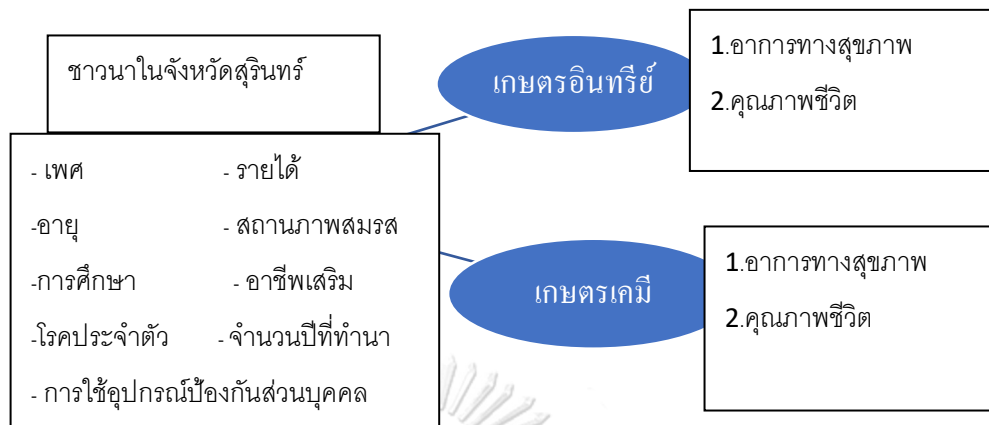 ชาวนาในจังหวัดสุรินทร์
- เพศ - รายได้
-อายุ - สถานภาพสมรส
-การศึกษา - อาชีพเสริม
-โรคประจำตัว - จำนวนปีที่ทำนา
- การใช้อุปกรณ์ป้องกันส่วนบุคคล
เกษตรอินทรีย์
1.อาการทางสุขภาพ
2.คุณภาพชีวิต
เกษตรเคมี
1.อาการทางสุขภาพ
2.คุณภาพชีวิต